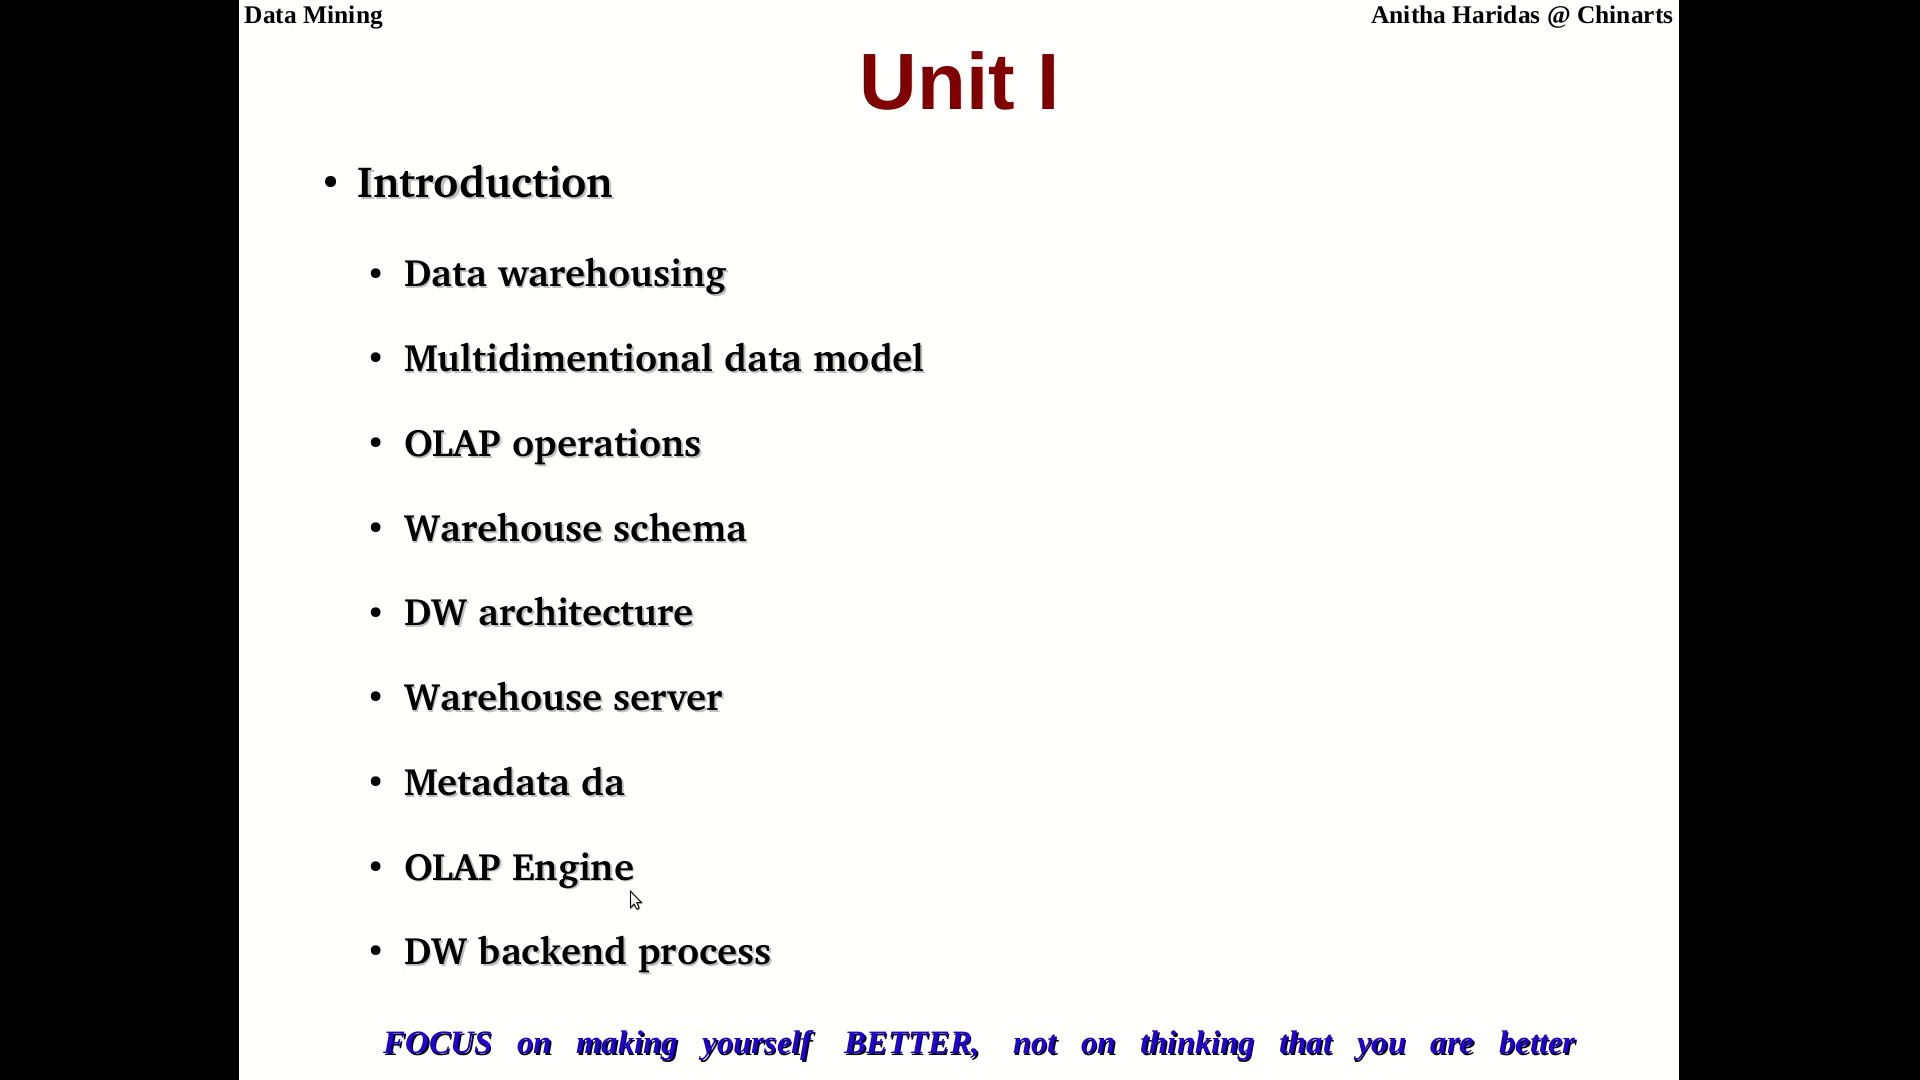 Data Mining
Anitha Haridas @ Chinarts
Unit I
• Introduction
• Data warehousing
• Multidimentional data model
• OLAP operations
• Warehouse schema
• DW architecture
• Warehouse server
• Metadata da
• OLAP Engine
• DW backend process
FOCUS on making yourself BETTER, not on thinking that you are better